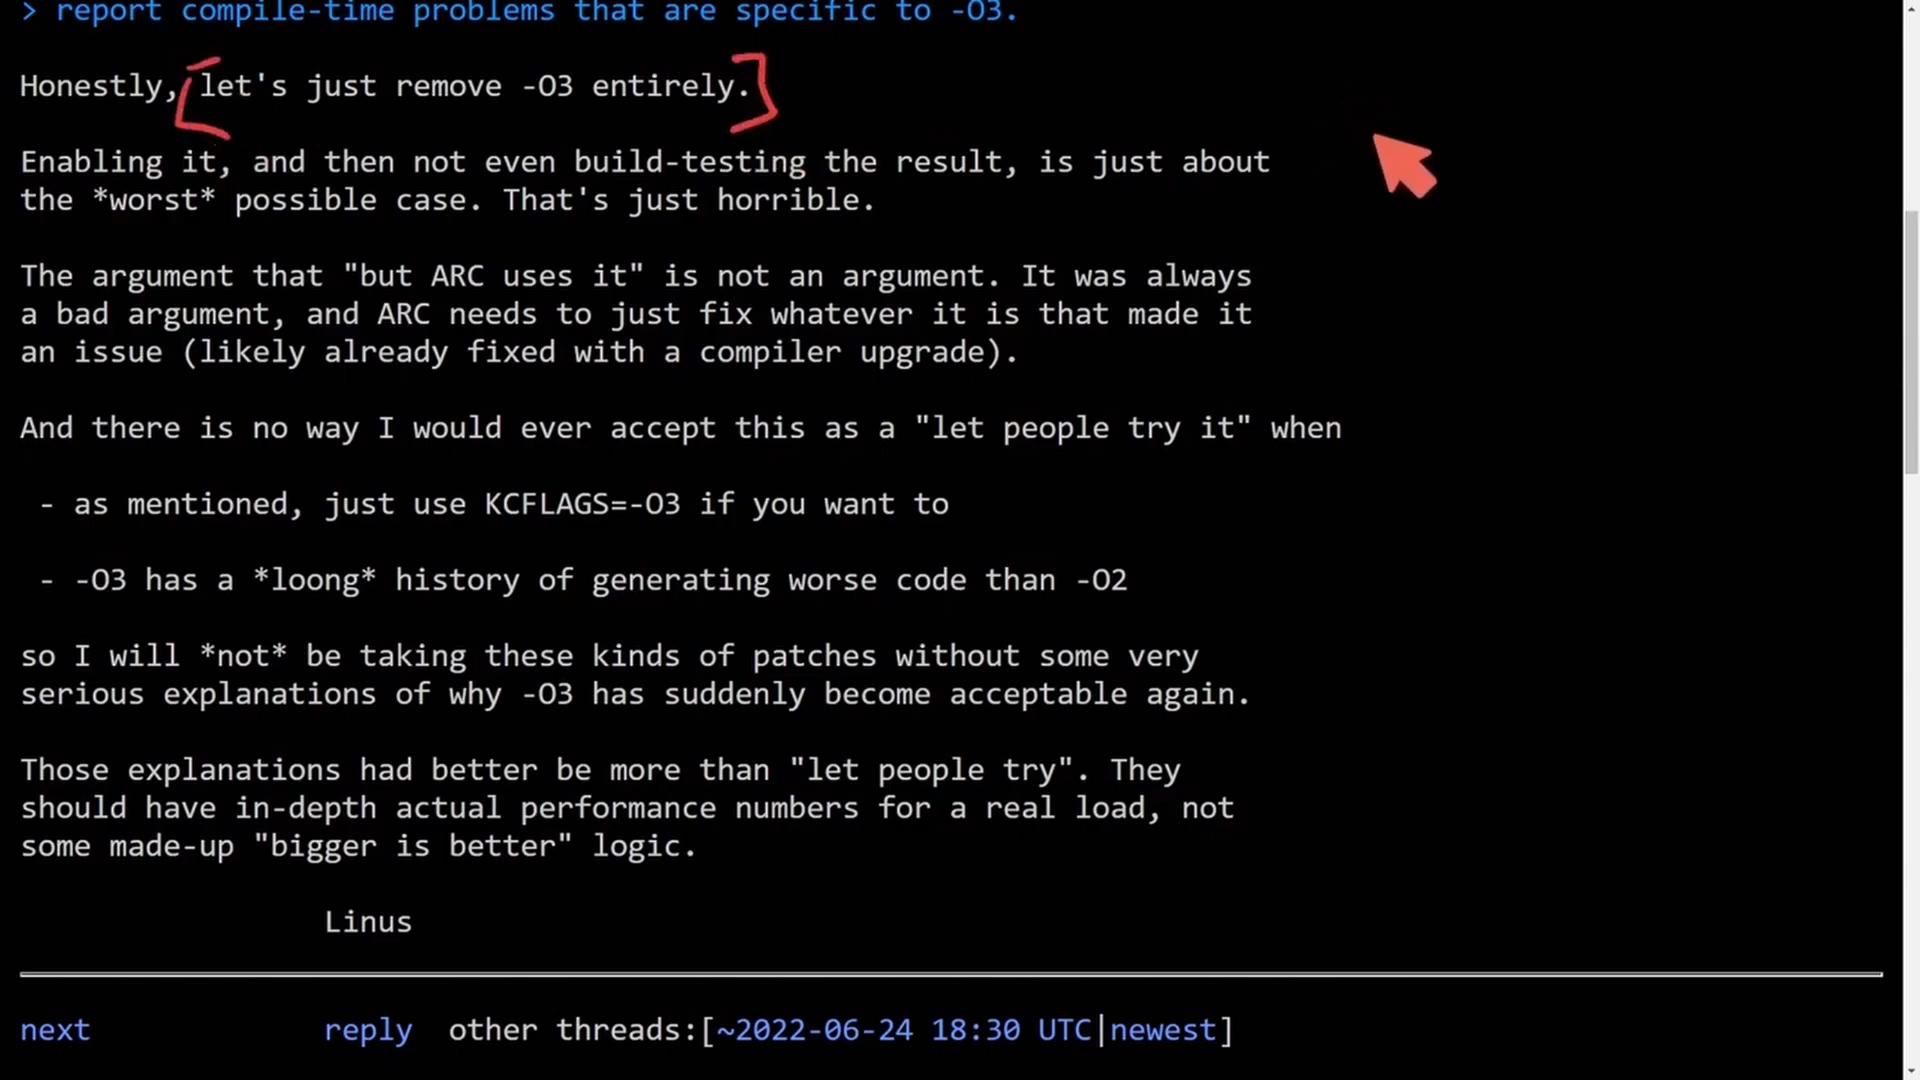 > report compile-time problems that are specific to -O3.
Honestly, let's just remove -O3 entirely.
Enabling it, and then not even build-testing the result, is just about
the *worst* possible case. That's just horrible.
The argument that "but ARC uses it" is not an argument. It was always
a bad argument, and ARC needs to just fix whatever it is that made it
an issue (likely already fixed with a compiler upgrade).
And there is no way I would ever accept this as a "let people try it" when
- as mentioned, just use KCFLAGS=-O3 if you want to
- -O3 has a *loong* history of generating worse code than -O2
so I will *not* be taking these kinds of patches without some very
serious explanations of why -O3 has suddenly become acceptable again.
Those explanations had better be more than "let people try". They
should have in-depth actual performance numbers for a real load, not
some made-up "bigger is better" logic.
Linus
next reply other threads:[~2022-06-24 18:30 UTC|newest]